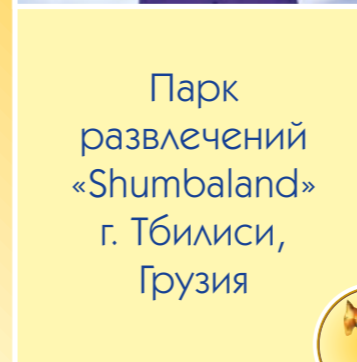 Парк
развлечений
«Shumbaland»
г. Тбилиси,
Грузия